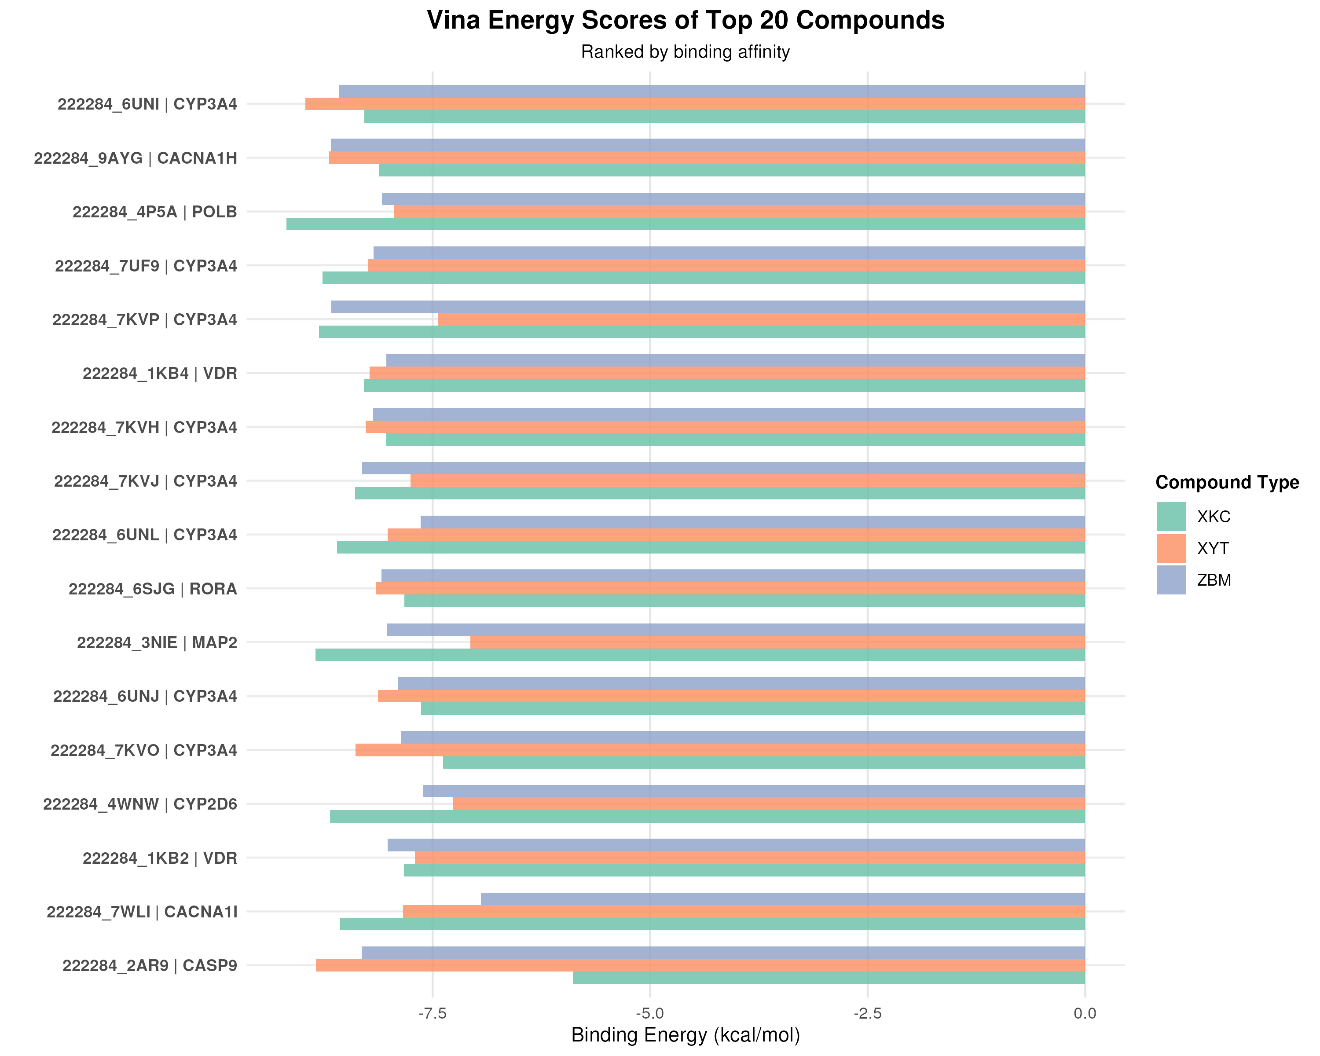 Vina Energy Scores of Top 20 Compounds
Ranked by binding affinity
222284_6UNI | CYP3A4
222284_9AYG | CACNA1H
222284_4P5A | POLB
222284_7UF9 | CYP3A4
222284_7KVP | CYP3A4
222284_1KB4 | VDR
222284_7KVH | CYP3A4
222284_7KVJ | CYP3A4
222284_6UNL | CYP3A4
222284_6SJG | RORA
222284_3NIE | MAP2
222284_6UNJ | CYP3A4
222284_7KVO | CYP3A4
222284_4WNW | CYP2D6
222284_1KB2 | VDR
222284_7WLI | CACNA1I
222284_2AR9 | CASP9
-7.5 -5.0 -2.5 0.0
Binding Energy (kcal/mol)
Compound Type
XKC
XYT
ZBM